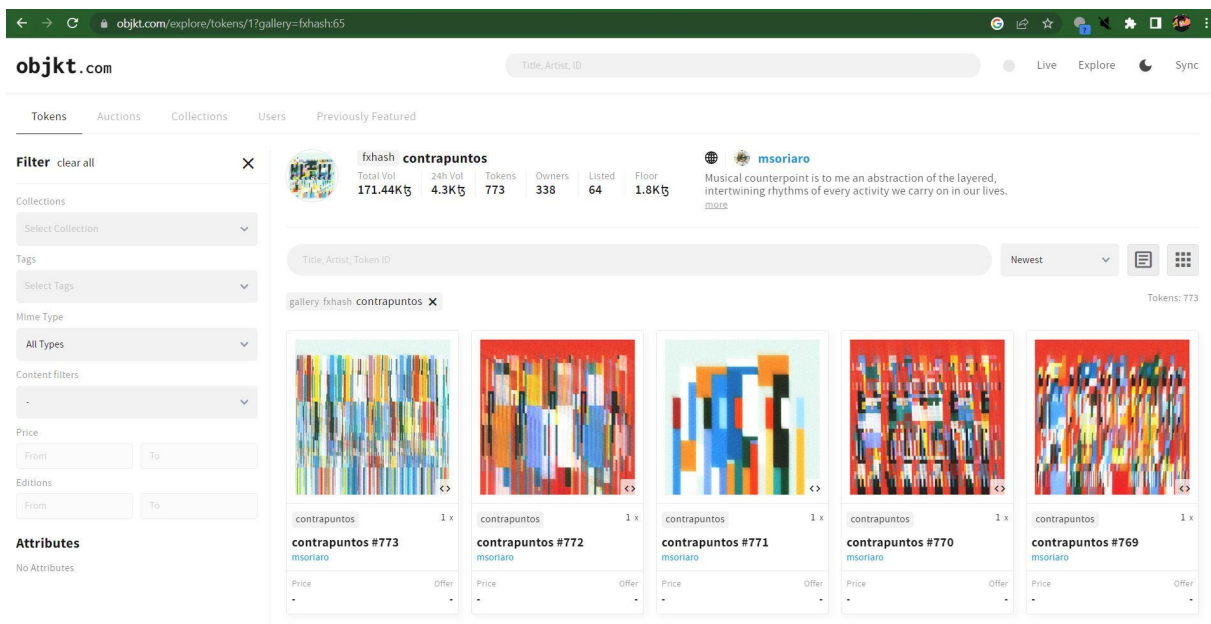 objkt.com/explore/tokens/1?gallery=fxhash:65
objkt.com
Title, Artist, ID
Live Explore Sync
Tokens Auctions Collections Users Previously Featured
Filter clear all
Collections
Select Collection
Tags
Select Tags
Mime Type
All Types
Content filters
-
Price
From To
Editions
From To
Attributes
No Attributes
fxhash contrapuntos
Total Vol 24h Vol Tokens Owners Listed Floor
171.44Kꜩ 4.3Kꜩ 773 338 64 1.8Kꜩ
msoriaro
Musical counterpoint is to me an abstraction of the layered,
intertwining rhythms of every activity we carry on in our lives.
more
Title, Artist, Token ID
Newest
gallery fxhash contrapuntos
Tokens: 773
contrapuntos 1 x
contrapuntos #773
msoriaro
Price Offer
- -
contrapuntos 1 x
contrapuntos #772
msoriaro
Price Offer
- -
contrapuntos 1 x
contrapuntos #771
msoriaro
Price Offer
- -
contrapuntos 1 x
contrapuntos #770
msoriaro
Price Offer
- -
contrapuntos 1 x
contrapuntos #769
msoriaro
Price Offer
- -